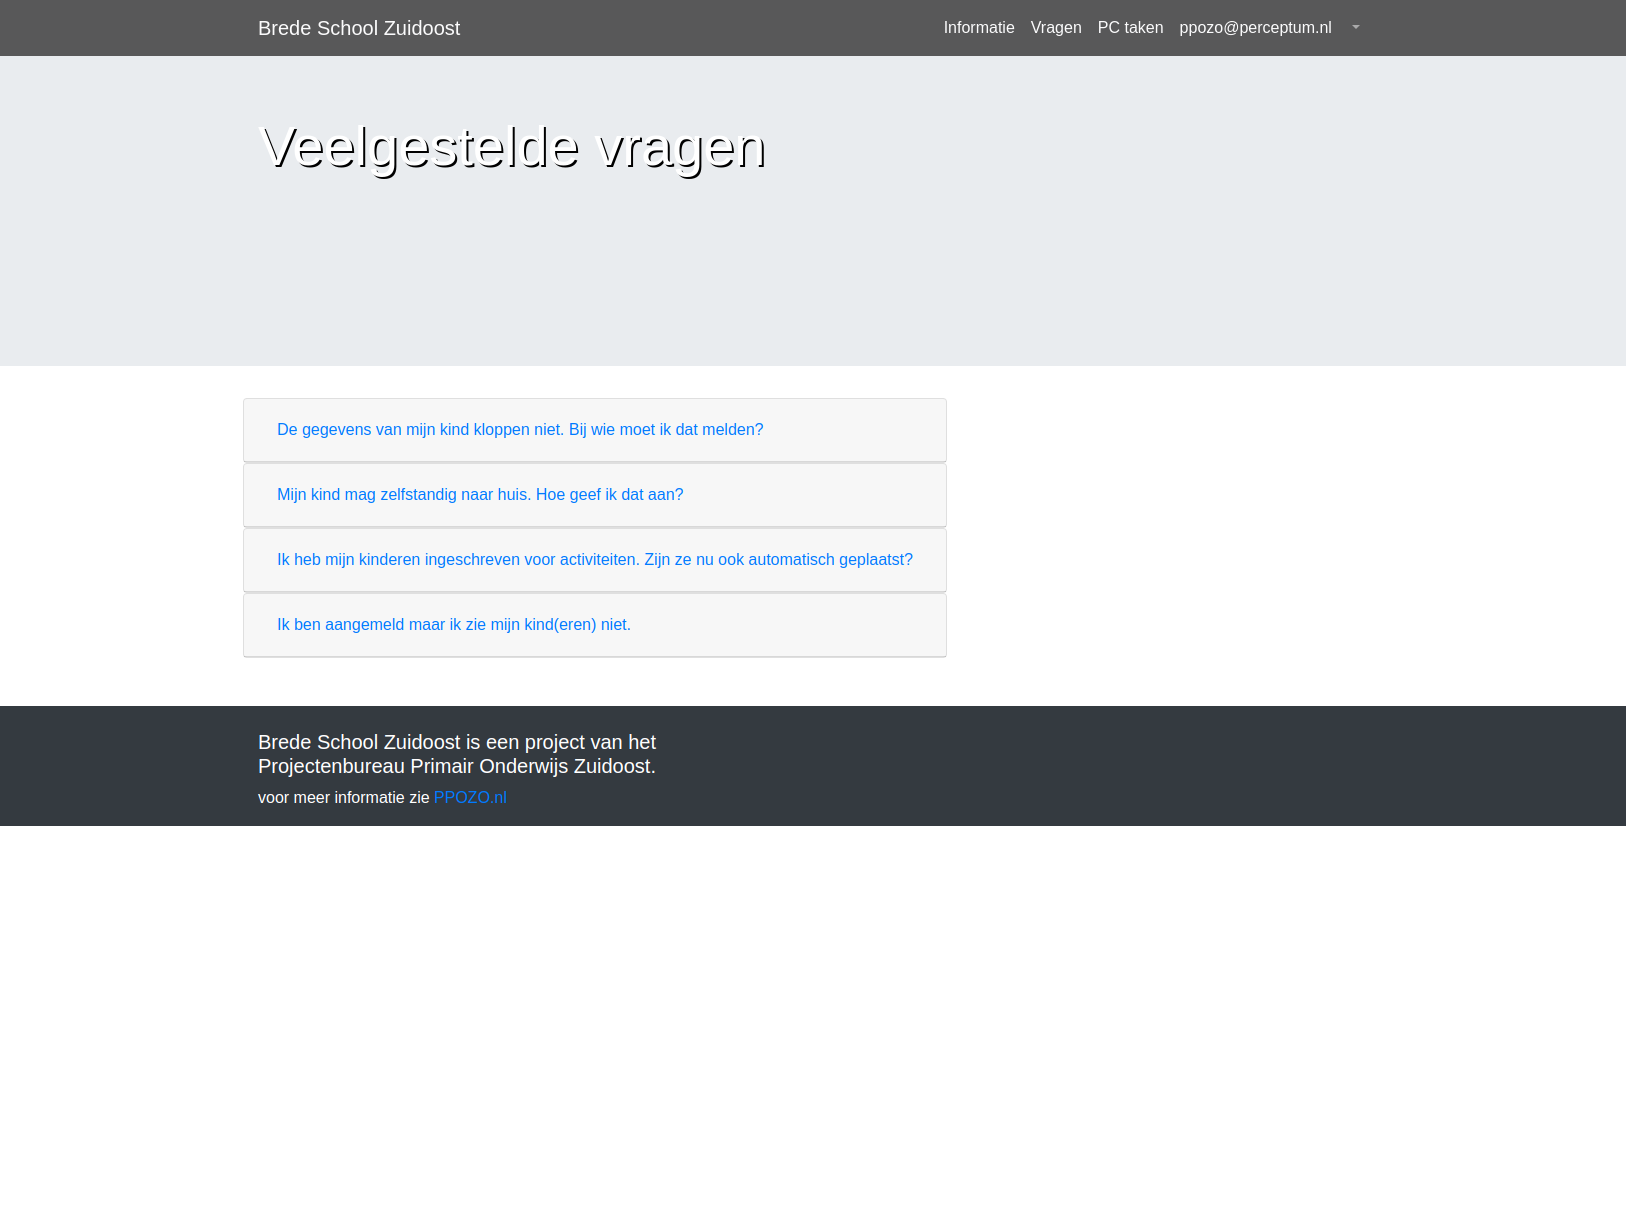 Brede School Zuidoost
Informatie
Vragen
PC taken
ppozo@perceptum.nl
Veelgestelde vragen
De gegevens van mijn kind kloppen niet. Bij wie moet ik dat melden?
Mijn kind mag zelfstandig naar huis. Hoe geef ik dat aan?
Ik heb mijn kinderen ingeschreven voor activiteiten. Zijn ze nu ook automatisch geplaatst?
Ik ben aangemeld maar ik zie mijn kind(eren) niet.
Brede School Zuidoost is een project van het
Projectenbureau Primair Onderwijs Zuidoost.
voor meer informatie zie PPOZO.nl